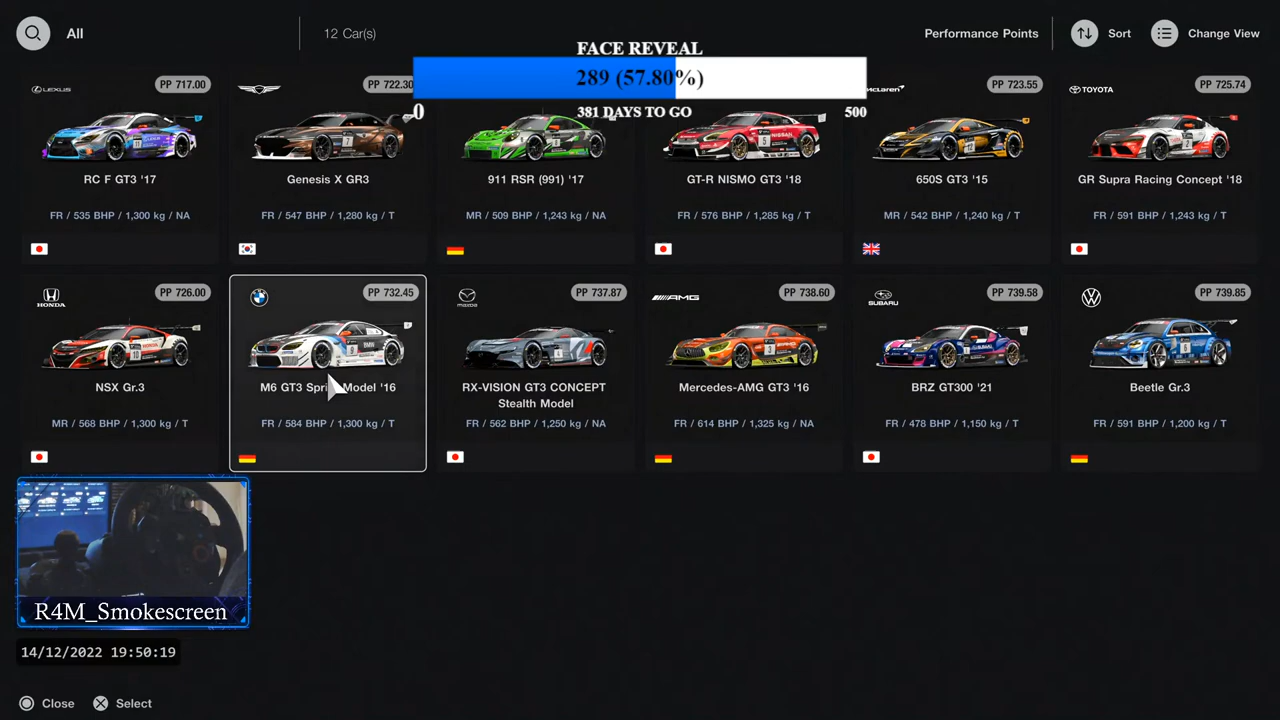 All
12 Car(s)
Performance Points
Sort
Change View
FACE REVEAL
289 (57.80%)
0
381 DAYS TO GO
500
LEXUS
PP 717.00
RC F GT3 '17
FR / 535 BHP / 1,300 kg / NA
PP 722.30
Genesis X GR3
FR / 547 BHP / 1,280 kg / T
911 RSR (991) '17
MR / 509 BHP / 1,243 kg / NA
GT-R NISMO GT3 '18
FR / 576 BHP / 1,285 kg / T
McLaren
PP 723.55
650S GT3 '15
MR / 542 BHP / 1,240 kg / T
TOYOTA
PP 725.74
GR Supra Racing Concept '18
FR / 591 BHP / 1,243 kg / T
HONDA
PP 726.00
NSX Gr.3
MR / 568 BHP / 1,300 kg / T
PP 732.45
M6 GT3 Sprint Model '16
FR / 584 BHP / 1,300 kg / T
mazda
PP 737.87
RX-VISION GT3 CONCEPT
Stealth Model
FR / 562 BHP / 1,250 kg / NA
AMG
PP 738.60
Mercedes-AMG GT3 '16
FR / 614 BHP / 1,325 kg / NA
SUBARU
PP 739.58
BRZ GT300 '21
FR / 478 BHP / 1,150 kg / T
PP 739.85
Beetle Gr.3
FR / 591 BHP / 1,200 kg / T
R4M_Smokescreen
14/12/2022 19:50:19
Close
Select